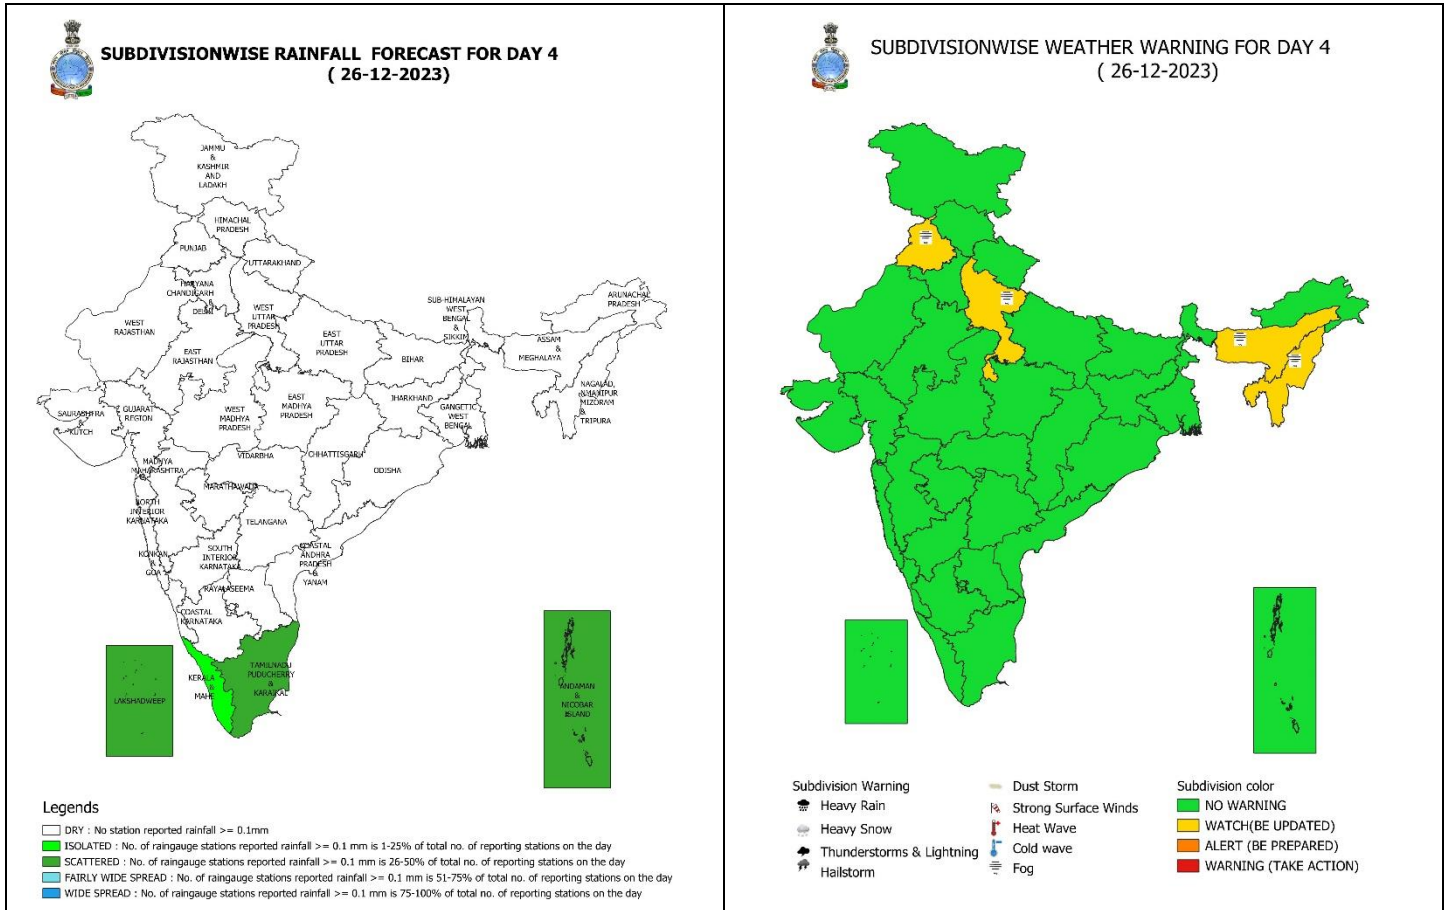 SUBDIVISIONWISE RAINFALL FORECAST FOR DAY 4
( 26-12-2023)
JAMMU
&
KASHMIR
AND
LADAKH
HIMACHAL
PRADESH
PUNJAB
UTTARAKHAND
HARYANA
CHANDIGARH
&
DELHI
WEST
RAJASTHAN
WEST
UTTAR
PRADESH
EAST
UTTAR
PRADESH
SUB-HIMALAYAN
WEST
BENGAL
&
SIKKIM
ARUNACHAL
PRADESH
ASSAM
&
MEGHALAYA
EAST
RAJASTHAN
BIHAR
NAGALAD,
MANIPUR
MIZORAM
&
TRIPURA
SAURASHTRA
&
KUTCH
GUJARAT
REGION
WEST
MADHYA
PRADESH
EAST
MADHYA
PRADESH
JHARKHAND
GANGETIC
WEST
BENGAL
MADHYA
MAHARASHTRA
VIDARBHA
CHHATTISGARH
ODISHA
MARATHAWADA
NORTH
INTERIOR
KARNATAKA
TELANGANA
KONKAN
&
GOA
SOUTH
INTERIOR
KARNATAKA
COASTAL
ANDHRA
PRADESH
&
YANAM
RAYALASEEMA
COASTAL
KARNATAKA
KERALA
&
MAHE
TAMILNADU
PUDUCHERRY
&
KARAIKAL
LAKSHADWEEP
ANDAMAN
&
NICOBAR
ISLAND
Legends
DRY : No station reported rainfall >= 0.1mm
ISOLATED : No. of raingauge stations reported rainfall >= 0.1 mm is 1-25% of total no. of reporting stations on the day
SCATTERED : No. of raingauge stations reported rainfall >= 0.1 mm is 26-50% of total no. of reporting stations on the day
FAIRLY WIDE SPREAD : No. of raingauge stations reported rainfall >= 0.1 mm is 51-75% of total no. of reporting stations on the day
WIDE SPREAD : No. of raingauge stations reported rainfall >= 0.1 mm is 75-100% of total no. of reporting stations on the day
SUBDIVISIONWISE WEATHER WARNING FOR DAY 4
( 26-12-2023)
Subdivision Warning
Heavy Rain
Heavy Snow
Thunderstorms & Lightning
Hailstorm
Dust Storm
Strong Surface Winds
Heat Wave
Cold wave
Fog
Subdivision color
NO WARNING
WATCH(BE UPDATED)
ALERT (BE PREPARED)
WARNING (TAKE ACTION)